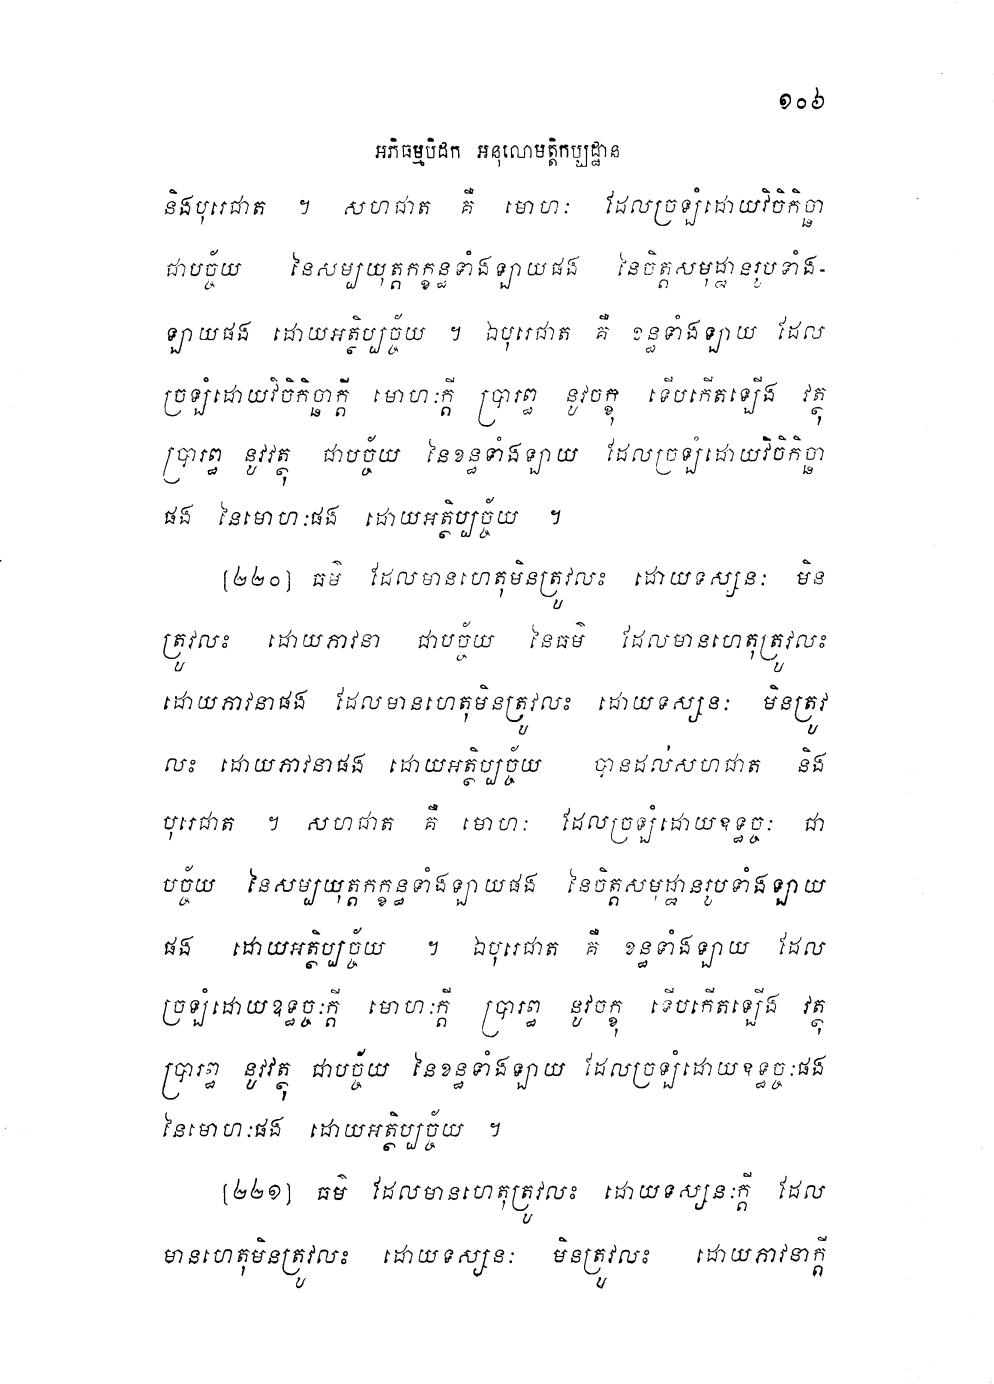 ១០៦
អភិធម្មបិដក អនុលោមត្តិកប្បដ្ឋាន
និងបុរេជាត ។ សហជាត គឺ មោហៈ ដែលច្រឡំដោយវិចិកិច្ឆា
ជាបច្ច័យ នៃសម្បយុត្តកក្ខន្ធទាំងឡាយផង នៃចិត្តសមុដ្ឋានរូបទាំង-
ឡាយផង ដោយអត្ថិប្បច្ច័យ ។ ឯបុរេជាត គឺ ខន្ធទាំងឡាយ ដែល
ច្រឡំដោយវិចិកិច្ឆាក្តី មោហៈក្តី ប្រារព្ធ នូវចក្ខុ ទើបកើតឡើង វត្ថុ
ប្រារព្ធ នូវវត្ថុ ជាបច្ច័យ នៃខន្ធទាំងឡាយ ដែលច្រឡំដោយវិចិកិច្ឆា
ផង នៃមោហៈផង ដោយអត្ថិប្បច្ច័យ ។
[២២០] ធម៌ ដែលមានហេតុមិនត្រូវលះ ដោយទស្សនៈ មិន
ត្រូវលះ ដោយភាវនា ជាបច្ច័យ នៃធម៌ ដែលមានហេតុត្រូវលះ
ដោយភាវនាផង ដែលមានហេតុមិនត្រូវលះ ដោយទស្សនៈ មិនត្រូវ
លះ ដោយភាវនាផង ដោយអត្ថិប្បច្ច័យ បានដល់សហជាត និង
បុរេជាត ។ សហជាត គឺ មោហៈ ដែលច្រឡំដោយឧទ្ធច្ចៈ ជា
បច្ច័យ នៃសម្បយុត្តកក្ខន្ធទាំងឡាយផង នៃចិត្តសមុដ្ឋានរូបទាំងឡាយ
ផង ដោយអត្ថិប្បច្ច័យ ។ ឯបុរេជាត គឺ ខន្ធទាំងឡាយ ដែល
ច្រឡំដោយឧទ្ធច្ចៈក្តី មោហៈក្តី ប្រារព្ធ នូវចក្ខុ ទើបកើតឡើង វត្ថុ
ប្រារព្ធ នូវវត្ថុ ជាបច្ច័យ នៃខន្ធទាំងឡាយ ដែលច្រឡំដោយឧទ្ធច្ចៈផង
នៃមោហៈផង ដោយអត្ថិប្បច្ច័យ ។
[២២១] ធម៌ ដែលមានហេតុត្រូវលះ ដោយទស្សនៈក្តី ដែល
មានហេតុមិនត្រូវលះ ដោយទស្សនៈ មិនត្រូវលះ ដោយភាវនាក្តី